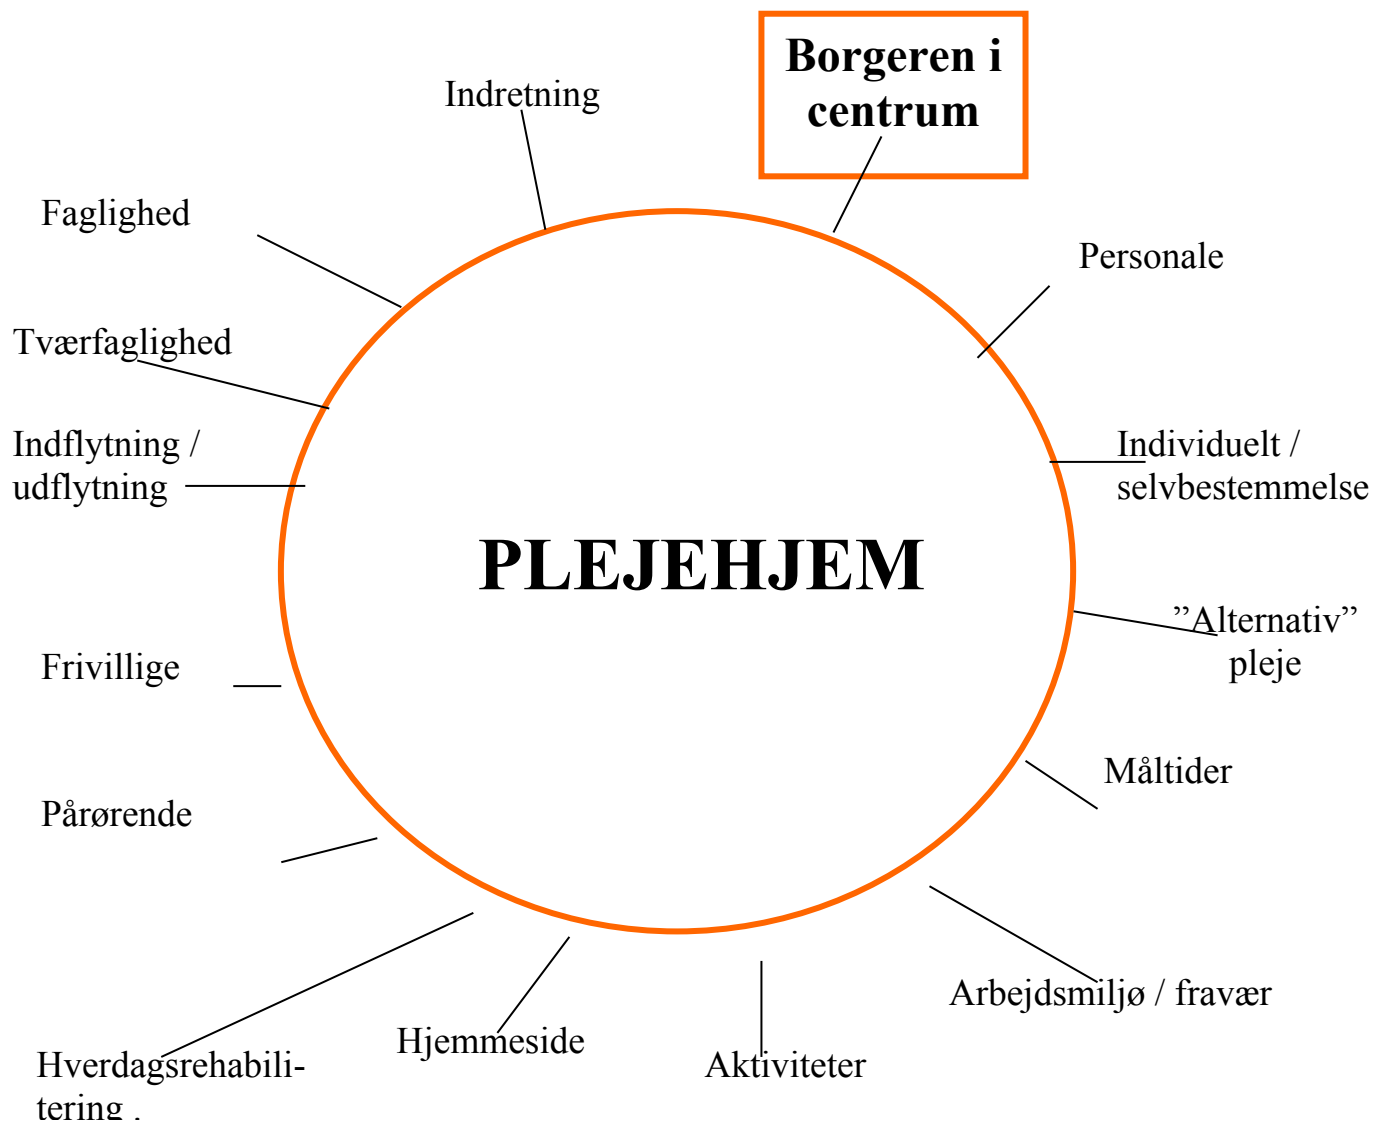 Borgeren i
centrum
Indretning
Faglighed
Personale
Tværfaglighed
Indflytning /
udflytning
Individuelt /
selvbestemmelse
PLEJEHJEM
”Alternativ”
pleje
Frivillige
Måltider
Pårørende
Arbejdsmiljø / fravær
Hjemmeside
Aktiviteter
Hverdagsrehabili-
tering .